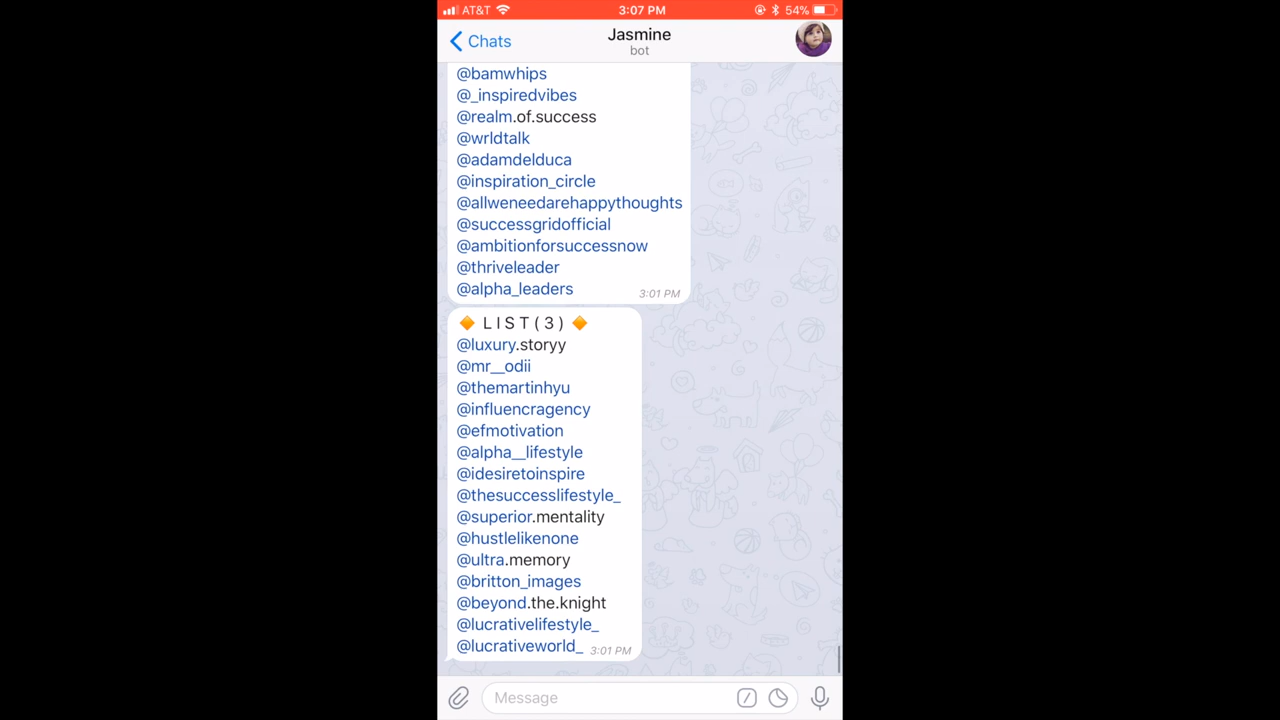 AT&T 3:07 PM 54%
Chats Jasmine
bot
@bamwhips
@_inspiredvibes
@realm.of.success
@wrldtalk
@adamdelduca
@inspiration_circle
@allweneedarehappythoughts
@successgridofficial
@ambitionforsuccessnow
@thriveleader
@alpha_leaders
3:01 PM
🔶 L I S T ( 3 ) 🔶
@luxury.storyy
@mr__odii
@themartinhyu
@influencragency
@efmotivation
@alpha__lifestyle
@idesiretoinspire
@thesuccesslifestyle_
@superior.mentality
@hustlelikenone
@ultra.memory
@britton_images
@beyond.the.knight
@lucrativelifestyle_
@lucrativeworld_ 3:01 PM
Message